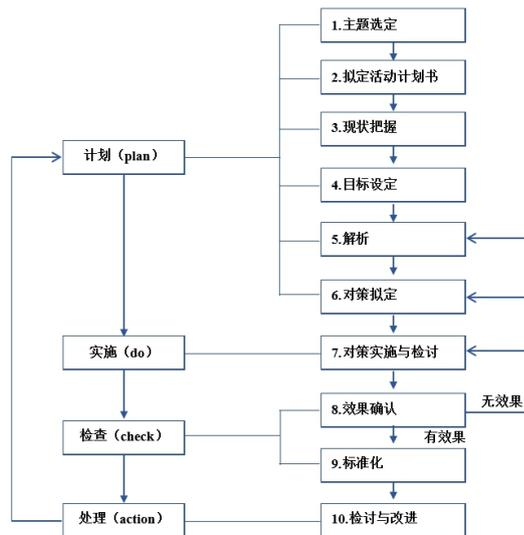 1.主题选定
2.拟定活动计划书
3.现状把握
计划（plan）
4.目标设定
5.解析
6.对策拟定
实施（do）
7.对策实施与检讨
8.效果确认
无效果
检查（check）
有效果
9.标准化
处理（action）
10.检讨与改进